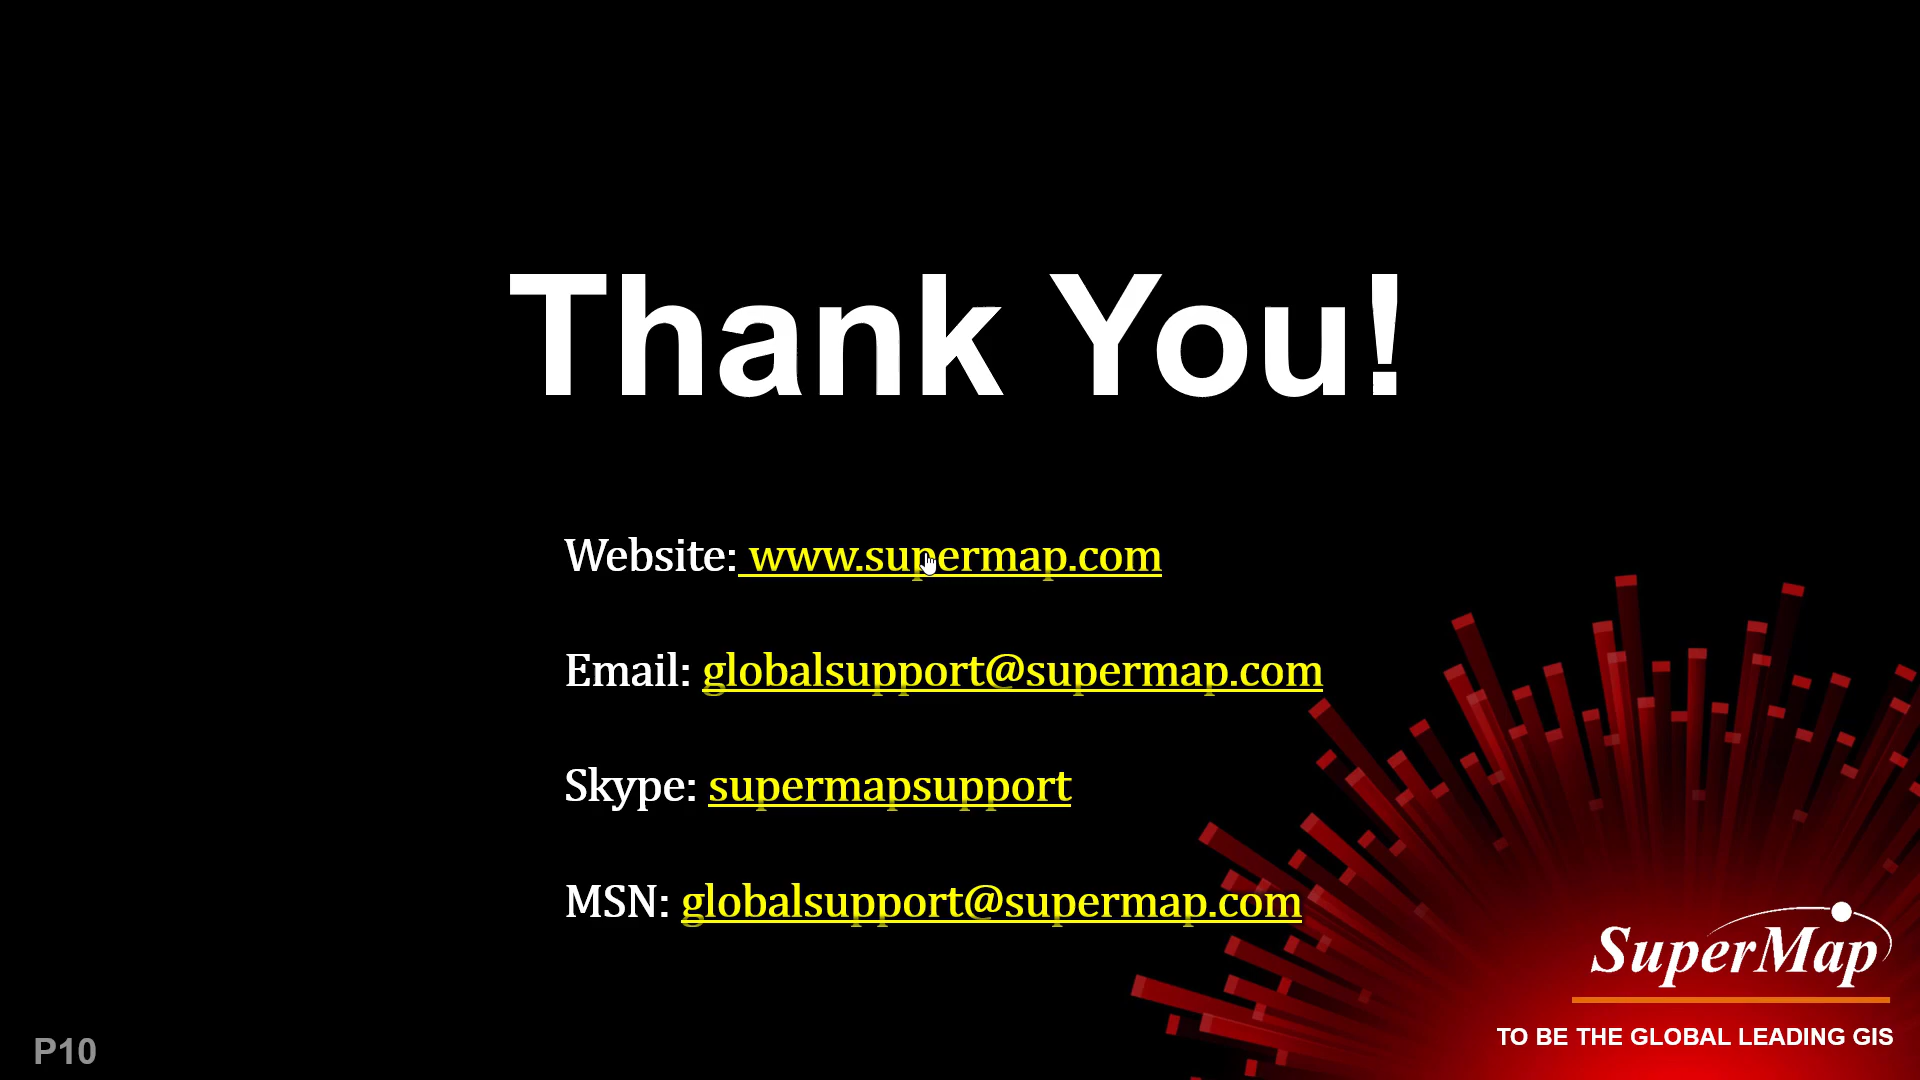 Thank You!
Website: www.supermap.com
Email: globalsupport@supermap.com
Skype: supermapsupport
MSN: globalsupport@supermap.com
SuperMap
TO BE THE GLOBAL LEADING GIS
P10